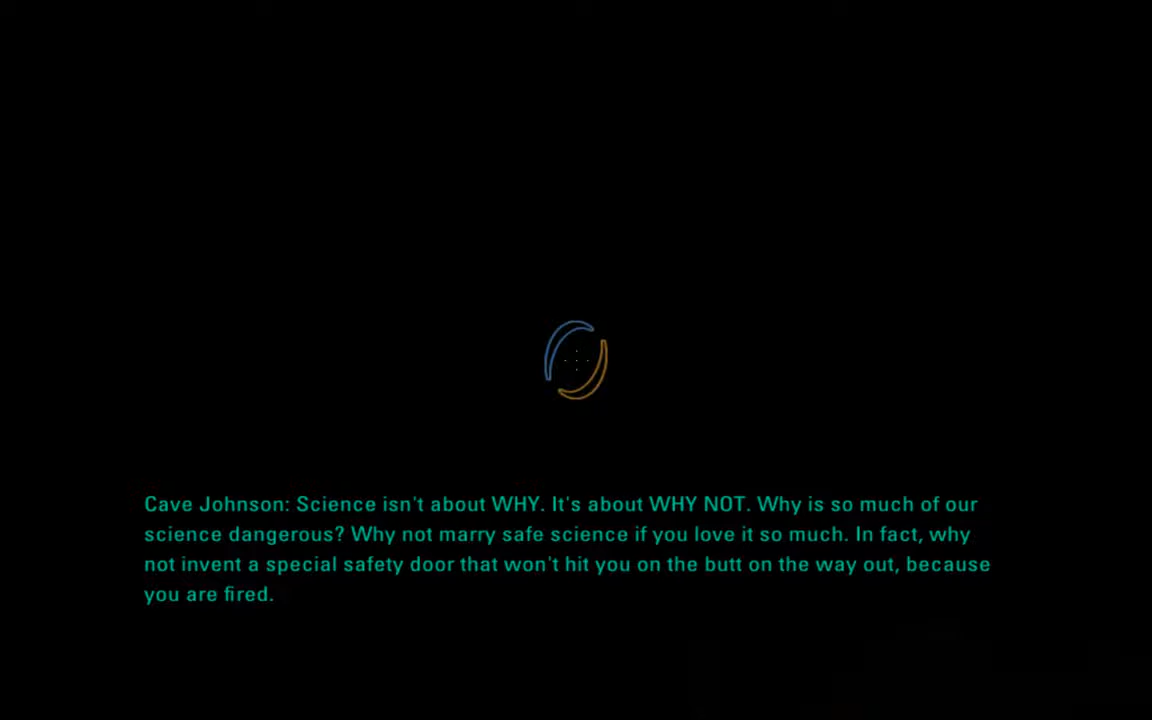 Cave Johnson: Science isn't about WHY. It's about WHY NOT. Why is so much of our
science dangerous? Why not marry safe science if you love it so much. In fact, why
not invent a special safety door that won't hit you on the butt on the way out, because
you are fired.